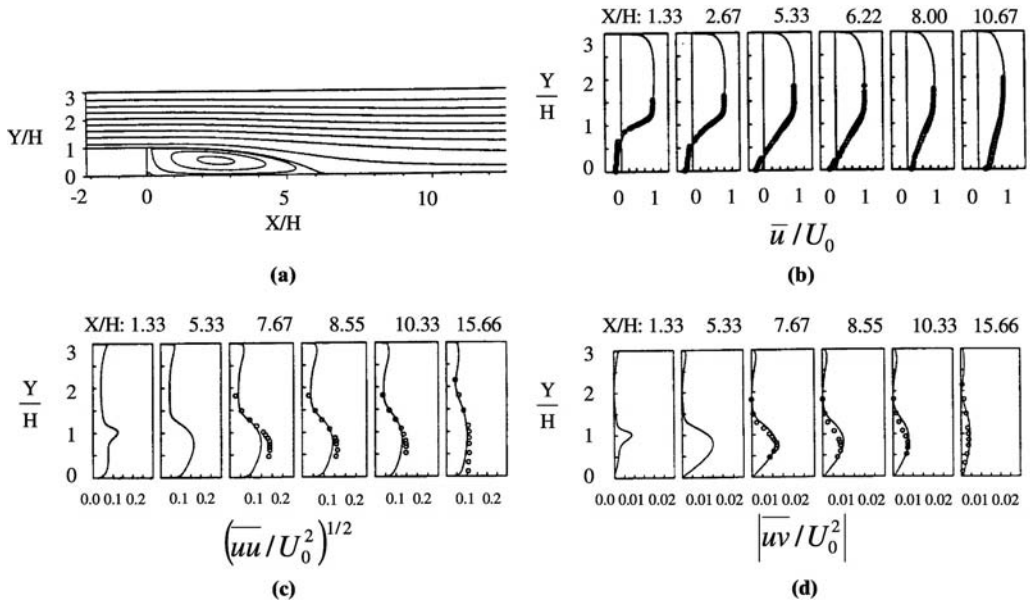 3
2
Y/H
1
0
-2
0
5
10
X/H
(a)
X/H: 1.33 2.67 5.33 6.22 8.00 10.67
3
Y
2
H
1
0
0 1 0 1 0 1 0 1 0 1 0 1
u̅ /U₀
(b)
X/H: 1.33 5.33 7.67 8.55 10.33 15.66
3
Y
2
H
1
0
0.0 0.1 0.2 0.1 0.2 0.1 0.2 0.1 0.2 0.1 0.2 0.1 0.2
(u̅u̅ /U₀²)^1/2
(c)
X/H: 1.33 5.33 7.67 8.55 10.33 15.66
3
Y
2
H
1
0
0.0 0.01 0.02 0.01 0.02 0.01 0.02 0.01 0.02 0.01 0.02 0.01 0.02
|u̅v̅ /U₀²|
(d)